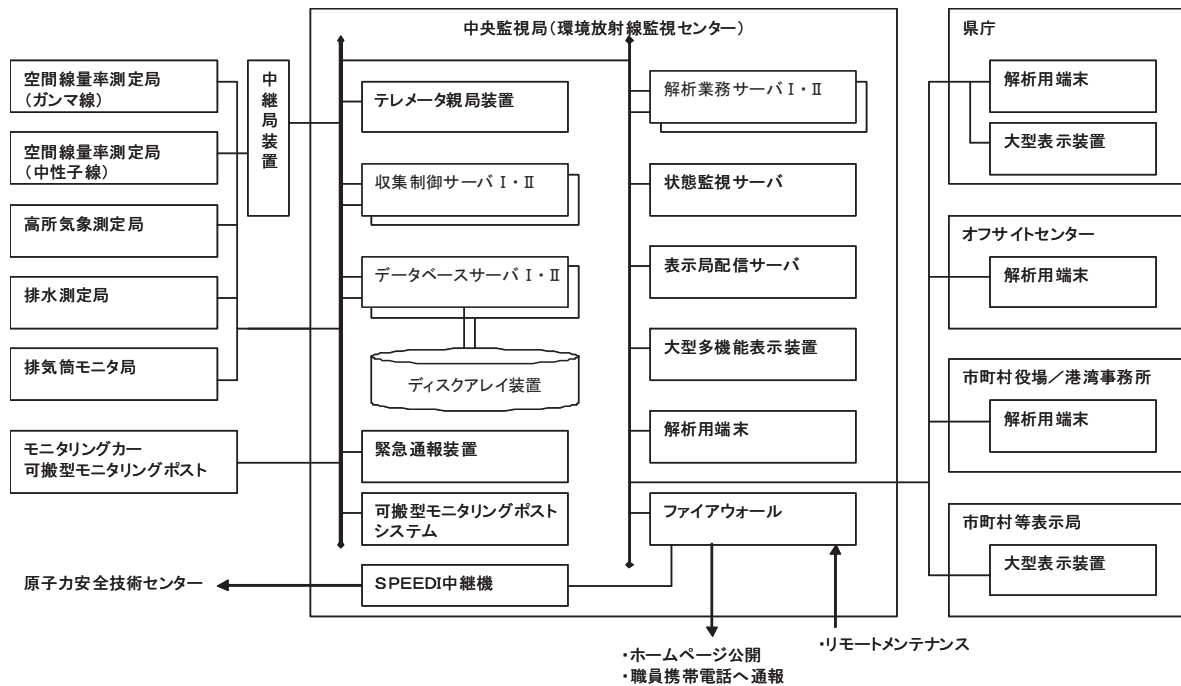 中央監視局(環境放射線監視センター)
空間線量率測定局
(ガンマ線)
空間線量率測定局
(中性子線)
高所気象測定局
排水測定局
排気筒モニタ局
モニタリングカー
可搬型モニタリングポスト
中継局装置
テレメータ親局装置
収集制御サーバ Ⅰ・Ⅱ
データベースサーバ Ⅰ・Ⅱ
ディスクアレイ装置
緊急通報装置
可搬型モニタリングポスト
システム
SPEEDI中継機
原子力安全技術センター
解析業務サーバ Ⅰ・Ⅱ
状態監視サーバ
表示局配信サーバ
大型多機能表示装置
解析用端末
ファイアウォール
・ホームページ公開
・職員携帯電話へ通報
・リモートメンテナンス
県庁
解析用端末
大型表示装置
オフサイトセンター
解析用端末
市町村役場/港湾事務所
解析用端末
市町村等表示局
大型表示装置